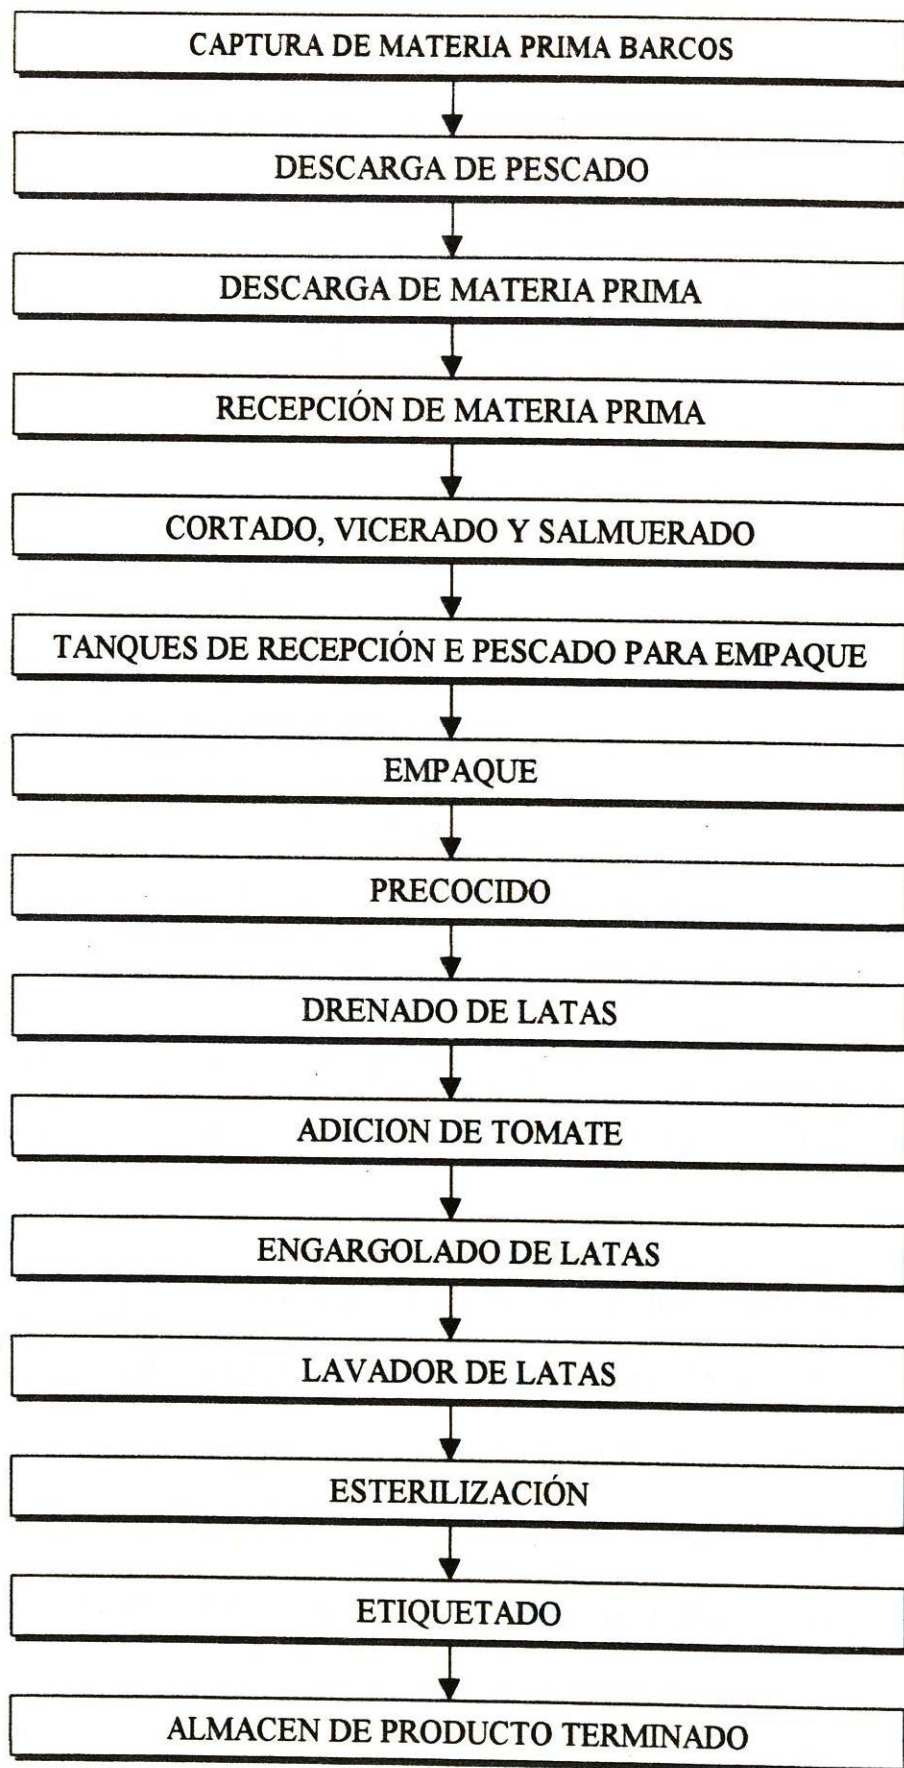 CAPTURA DE MATERIA PRIMA BARCOS
DESCARGA DE PESCADO
DESCARGA DE MATERIA PRIMA
RECEPCIÓN DE MATERIA PRIMA
CORTADO, VICERADO Y SALMUERADO
TANQUES DE RECEPCIÓN E PESCADO PARA EMPAQUE
EMPAQUE
PRECOCIDO
DRENADO DE LATAS
ADICION DE TOMATE
ENGARGOLADO DE LATAS
LAVADOR DE LATAS
ESTERILIZACIÓN
ETIQUETADO
ALMACEN DE PRODUCTO TERMINADO